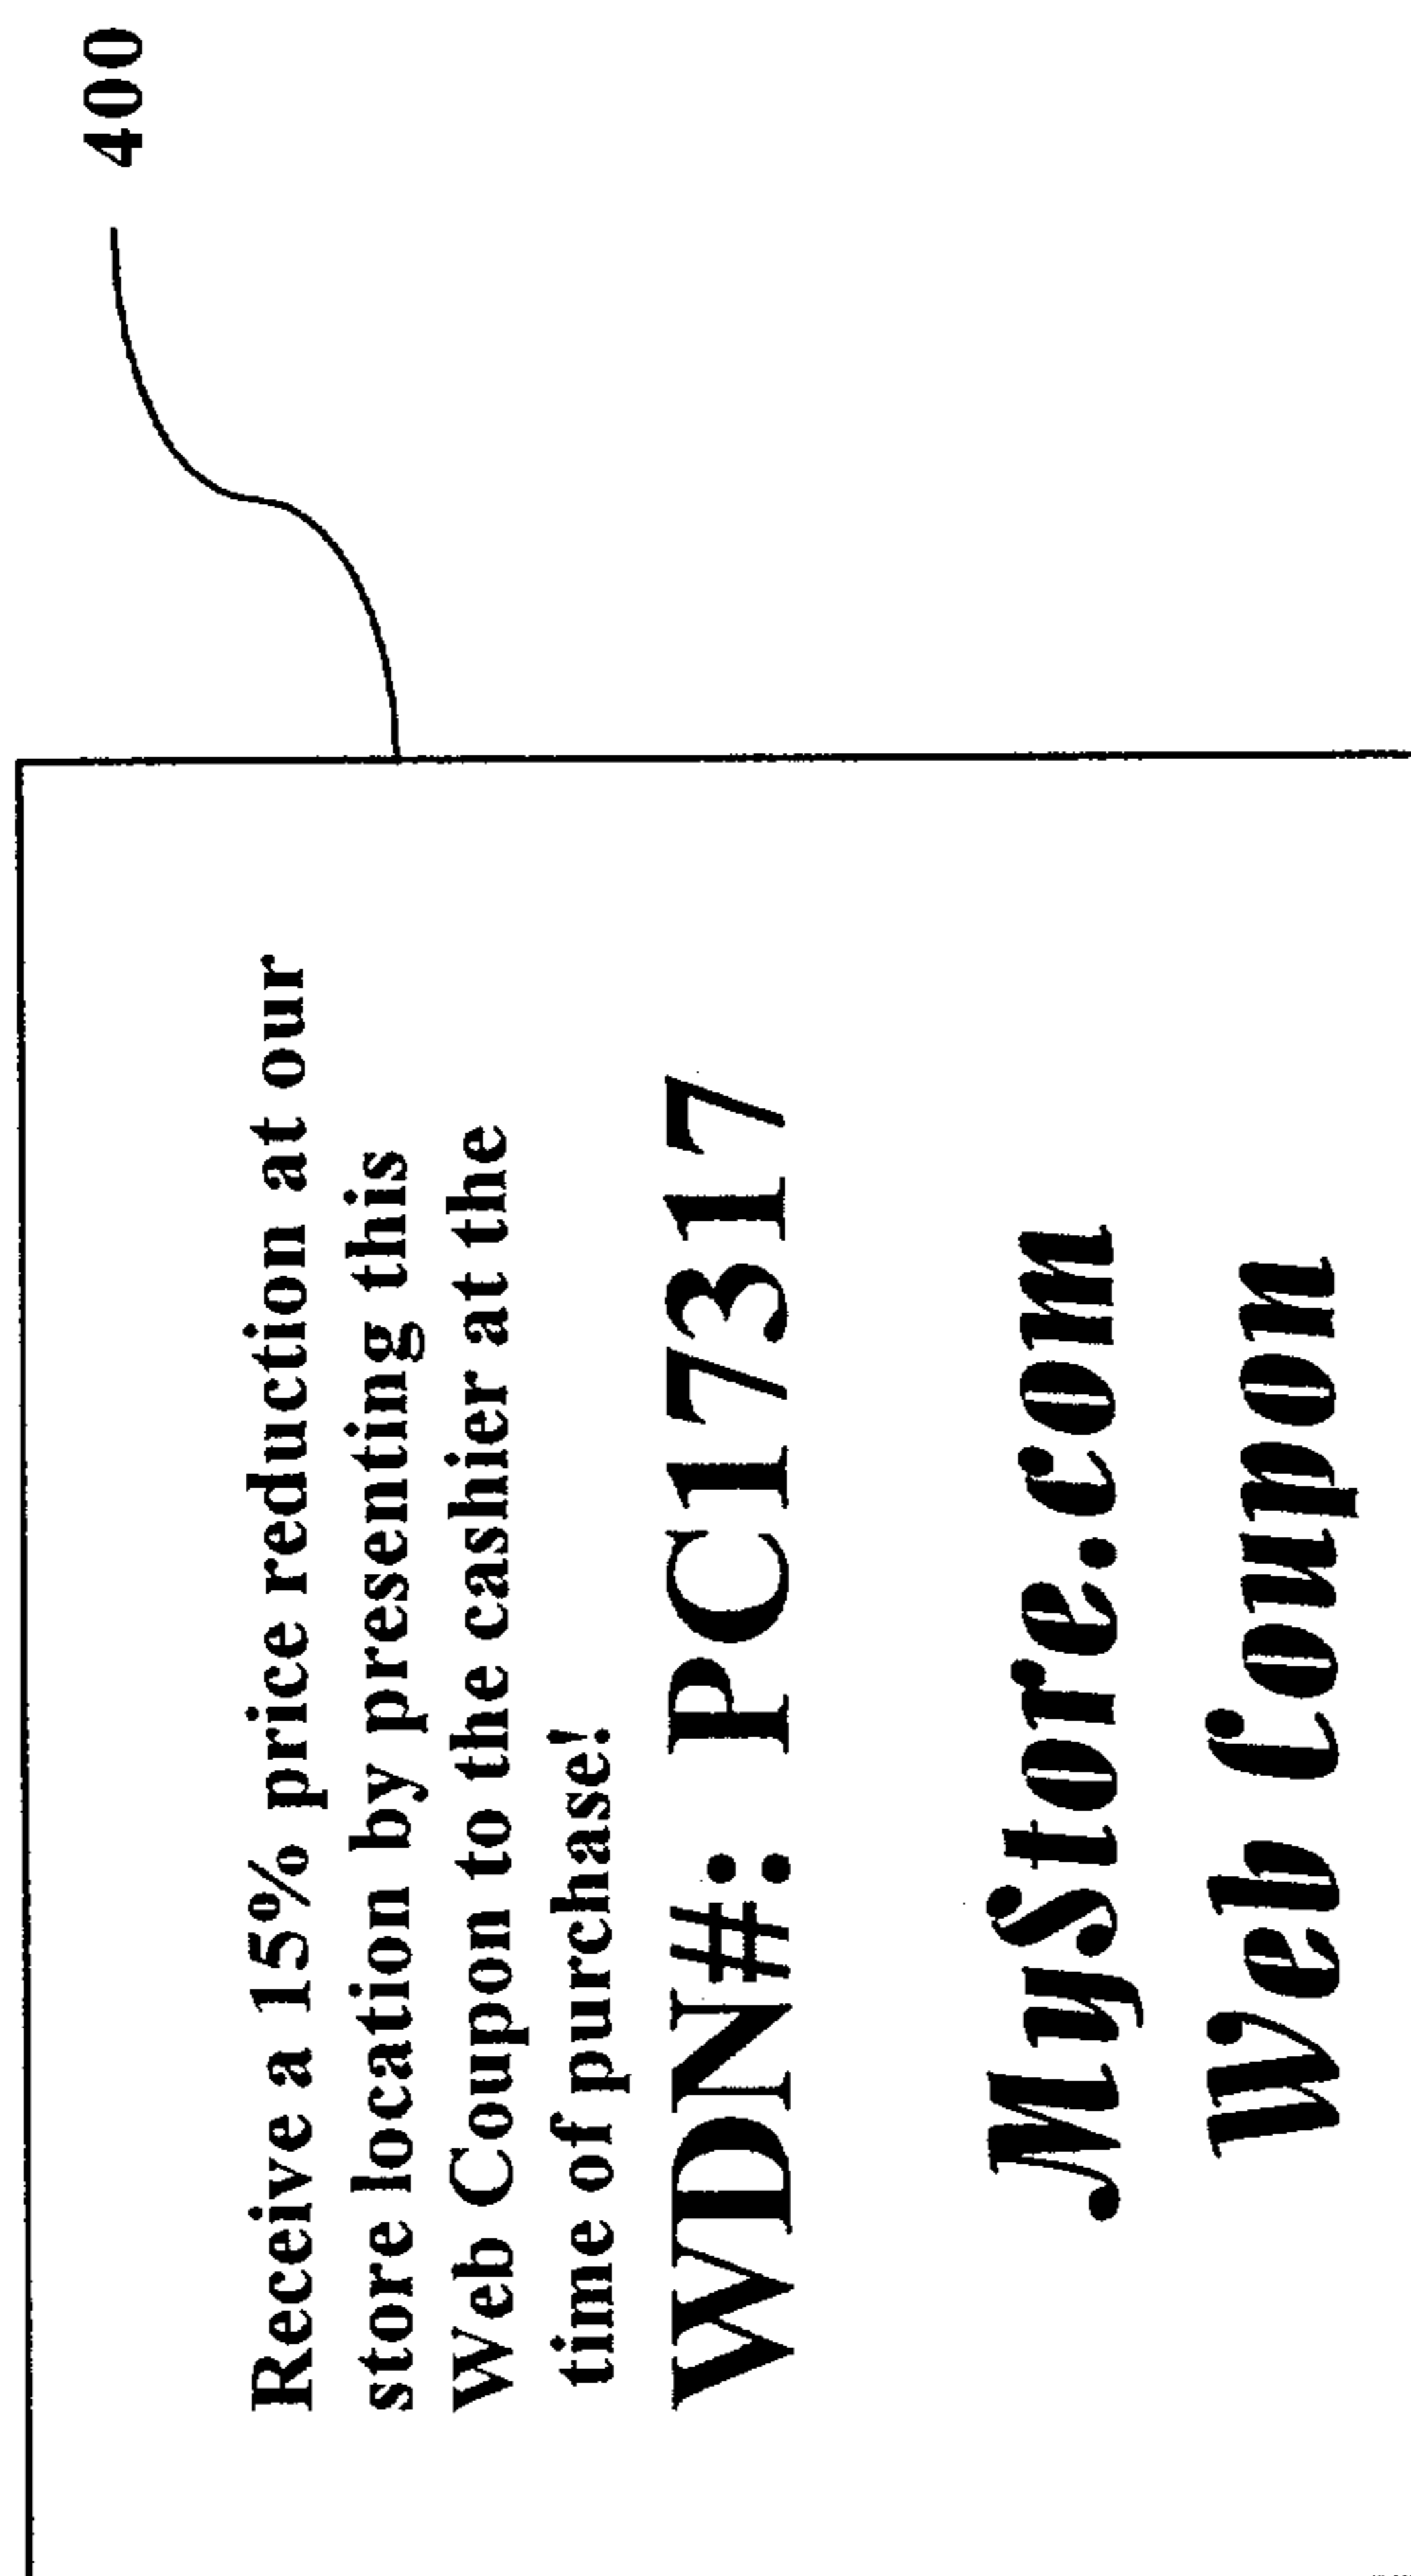 400
Receive a 15% price reduction at our
store location by presenting this
Web Coupon to the cashier at the
time of purchase!
WDN#: PC17317
MyStore.com
Web Coupon